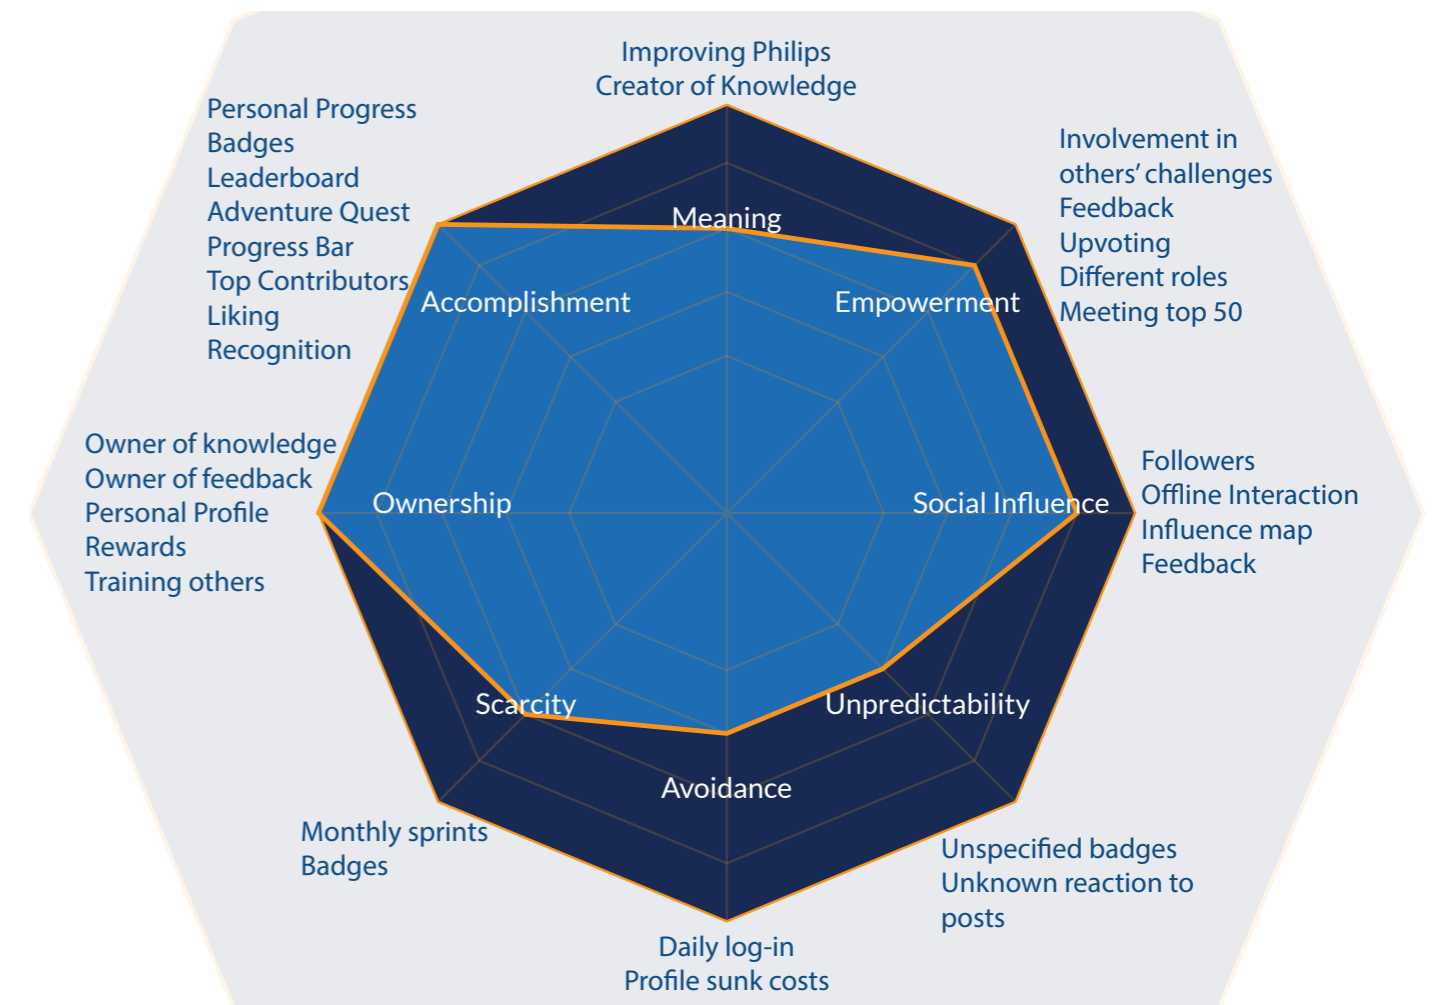 Improving Philips
Creator of Knowledge
Personal Progress
Badges
Leaderboard
Adventure Quest
Progress Bar
Top Contributors
Liking
Recognition
Involvement in
others’ challenges
Feedback
Upvoting
Different roles
Meeting top 50
Meaning
Accomplishment
Empowerment
Owner of knowledge
Owner of feedback
Personal Profile
Rewards
Training others
Ownership
Social Influence
Followers
Offline Interaction
Influence map
Feedback
Scarcity
Unpredictability
Avoidance
Monthly sprints
Badges
Unspecified badges
Unknown reaction to
posts
Daily log-in
Profile sunk costs